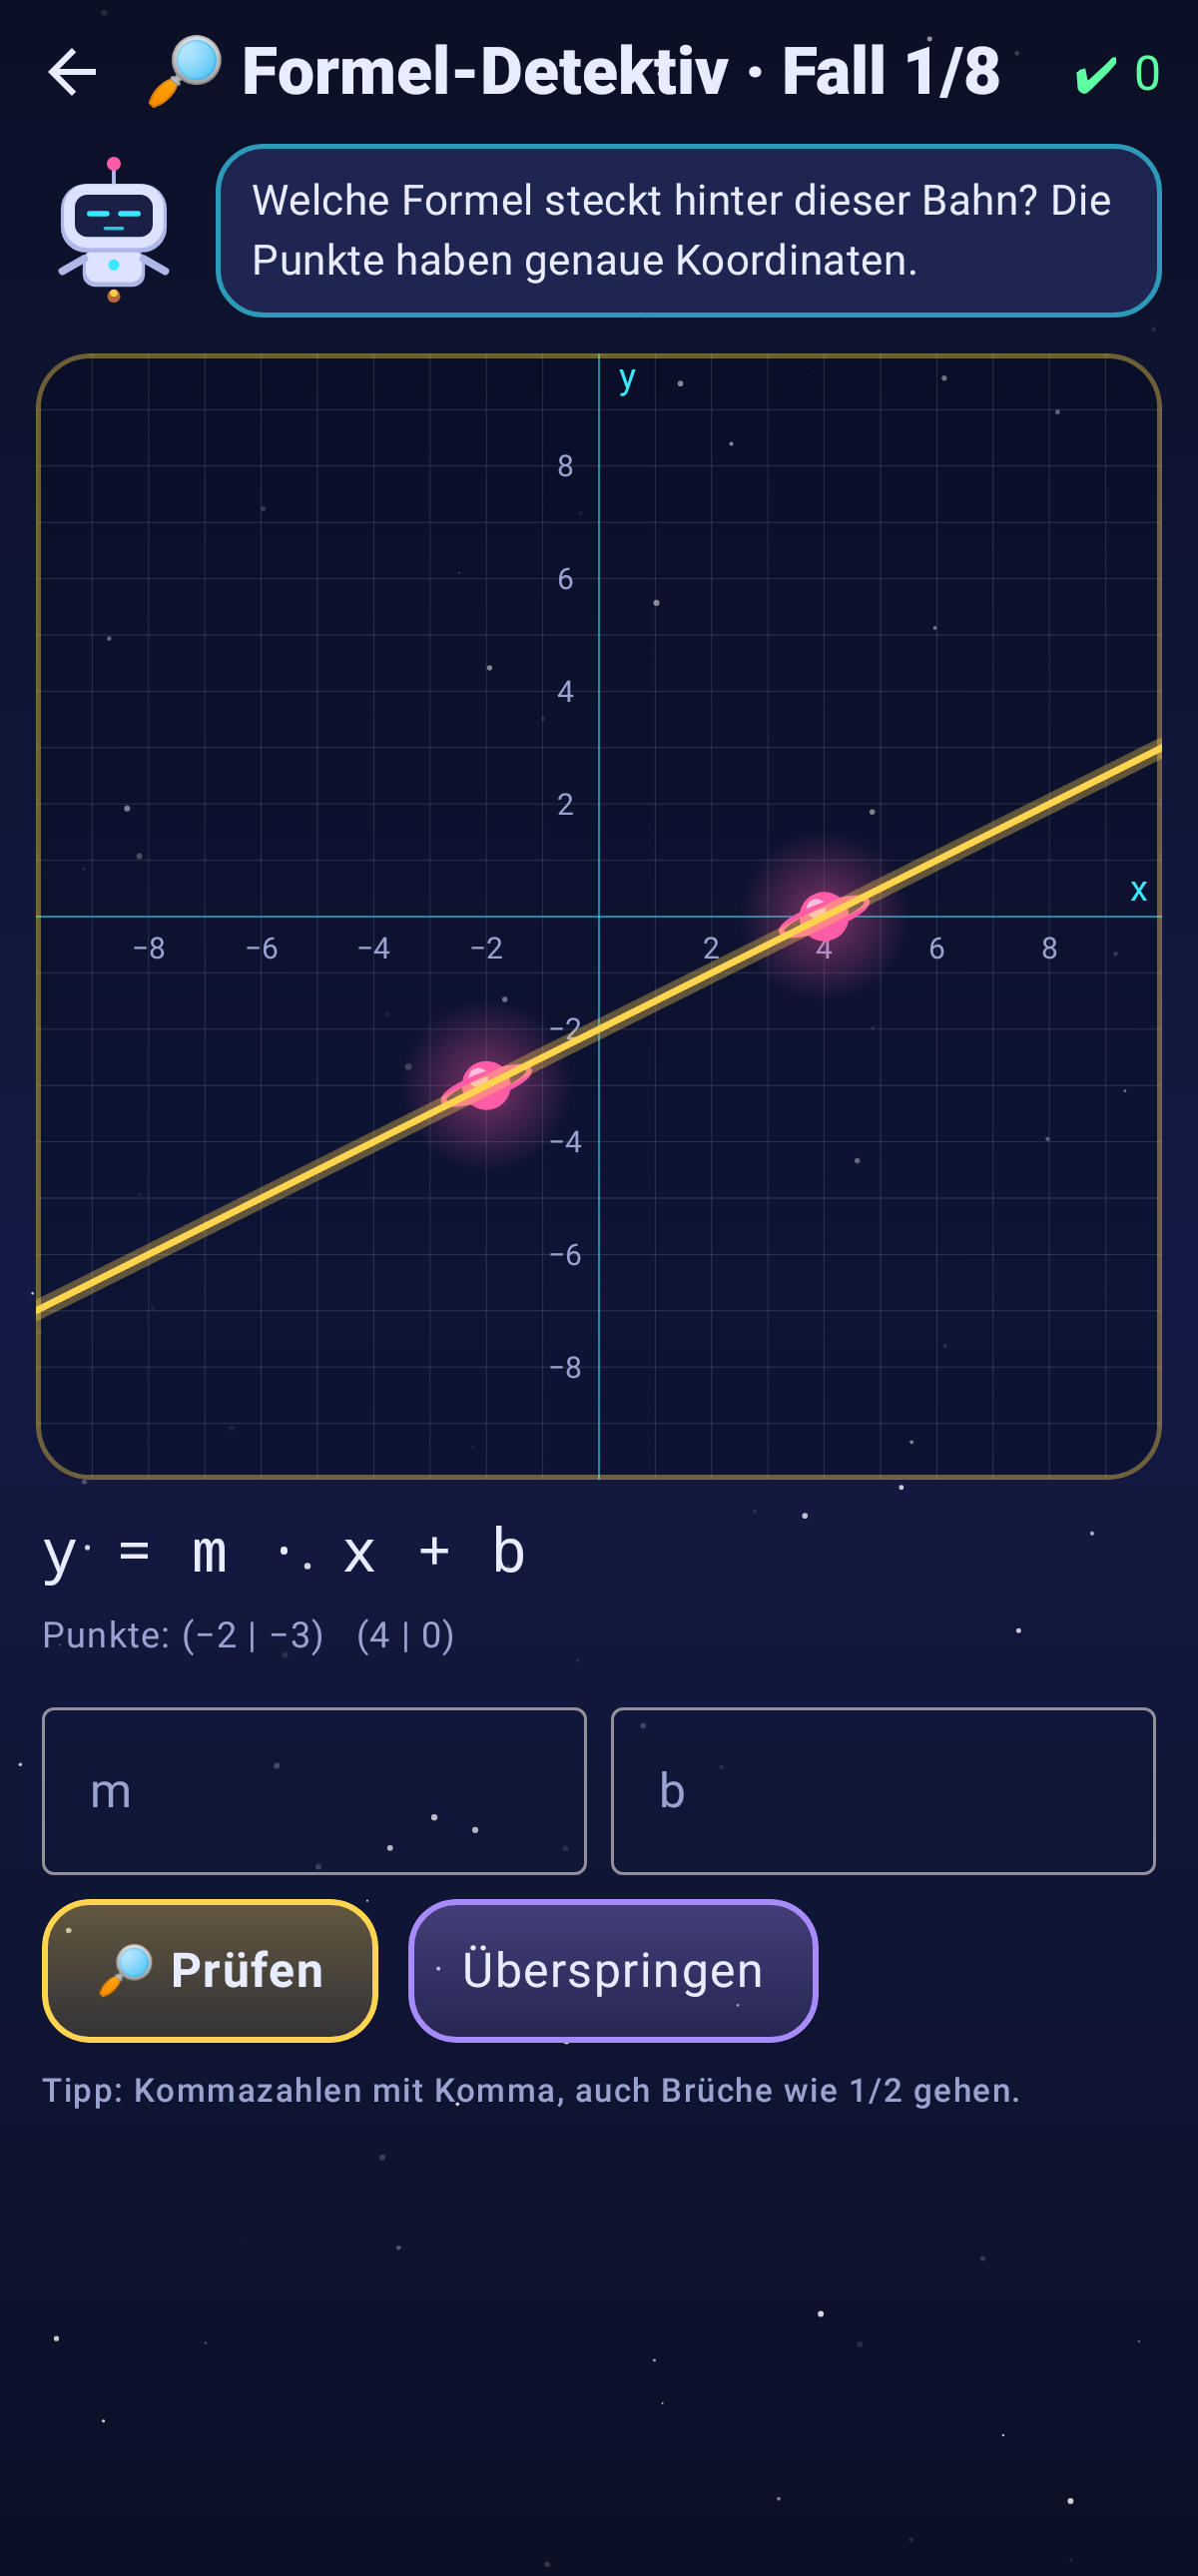 🔎 Formel-Detektiv · Fall 1/8 ✔ 0
Welche Formel steckt hinter dieser Bahn? Die
Punkte haben genaue Koordinaten.
y
8
6
4
2
x
−8 −6 −4 −2 2 4 6 8
−2
−4
−6
−8
y = m · x + b
Punkte: (−2 | −3) (4 | 0)
m b
🔎 Prüfen Überspringen
Tipp: Kommazahlen mit Komma, auch Brüche wie 1/2 gehen.